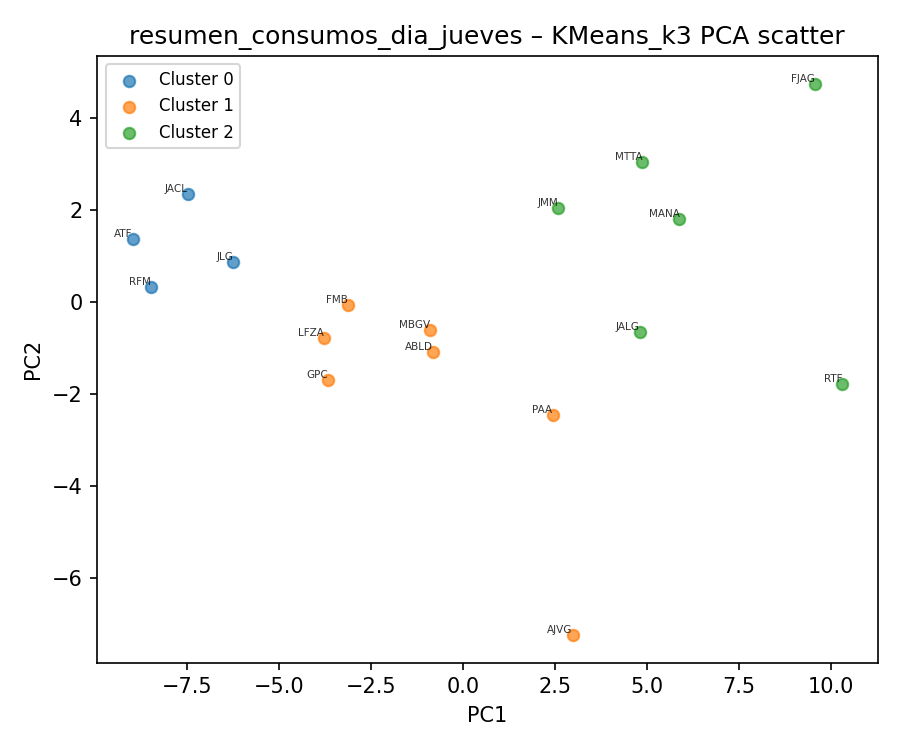 resumen_consumos_dia_jueves – KMeans_k3 PCA scatter
Cluster 0
Cluster 1
Cluster 2
FJAG
MTTA
JMM
MANA
JACL
ATF
JLG
RFM
FMB
LFZA
MBGV
ABLD
GPC
JALG
RTF
PAA
AJVG
4
2
0
−2
−4
−6
PC2
−7.5
−5.0
−2.5
0.0
2.5
5.0
7.5
10.0
PC1